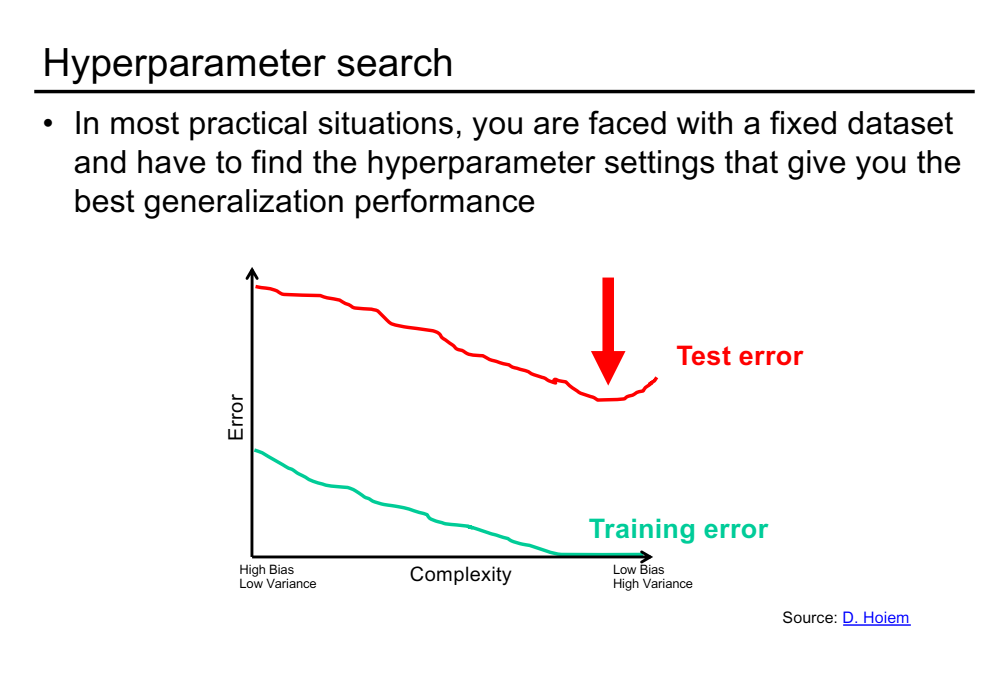 Hyperparameter search
• In most practical situations, you are faced with a fixed dataset
and have to find the hyperparameter settings that give you the
best generalization performance
Test error
Error
Training error
High Bias
Low Variance
Complexity
Low Bias
High Variance
Source: D. Hoiem